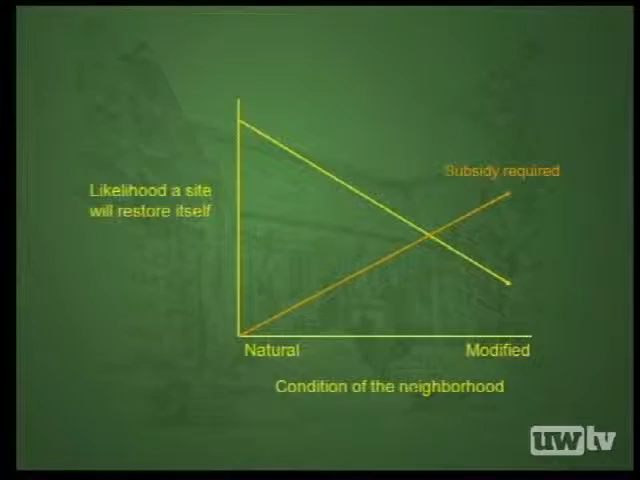 Subsidy required
Likelihood a site
will restore itself
Natural
Modified
Condition of the neighborhood
uwtv